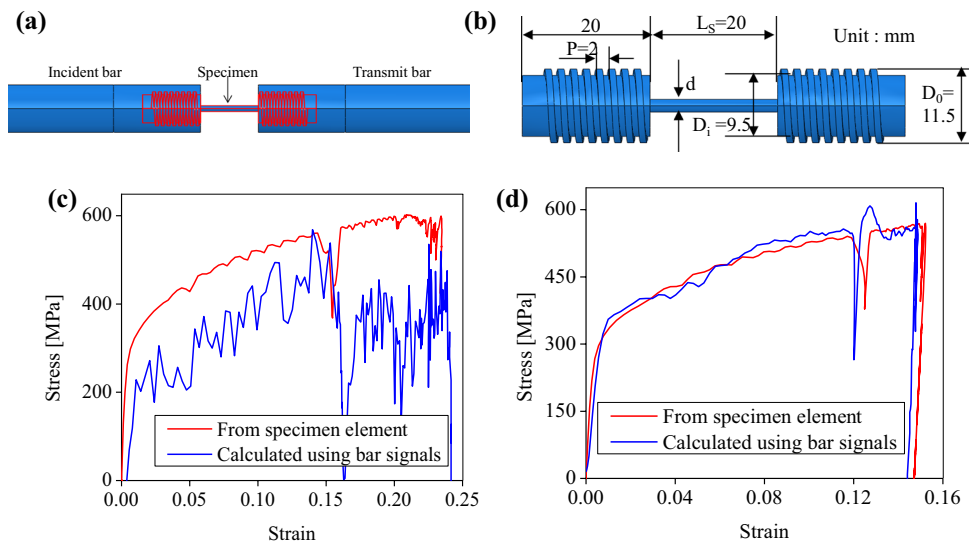 (a)
Incident bar
Specimen
Transmit bar
(b)
20
L_S=20
Unit : mm
P=2
d
D_i =9.5
D_0=
11.5
(c)
Stress [MPa]
600
400
200
0
From specimen element
Calculated using bar signals
0.00
0.05
0.10
0.15
0.20
0.25
Strain
(d)
Stress [MPa]
600
450
300
150
0
From specimen element
Calculated using bar signals
0.00
0.04
0.08
0.12
0.16
Strain